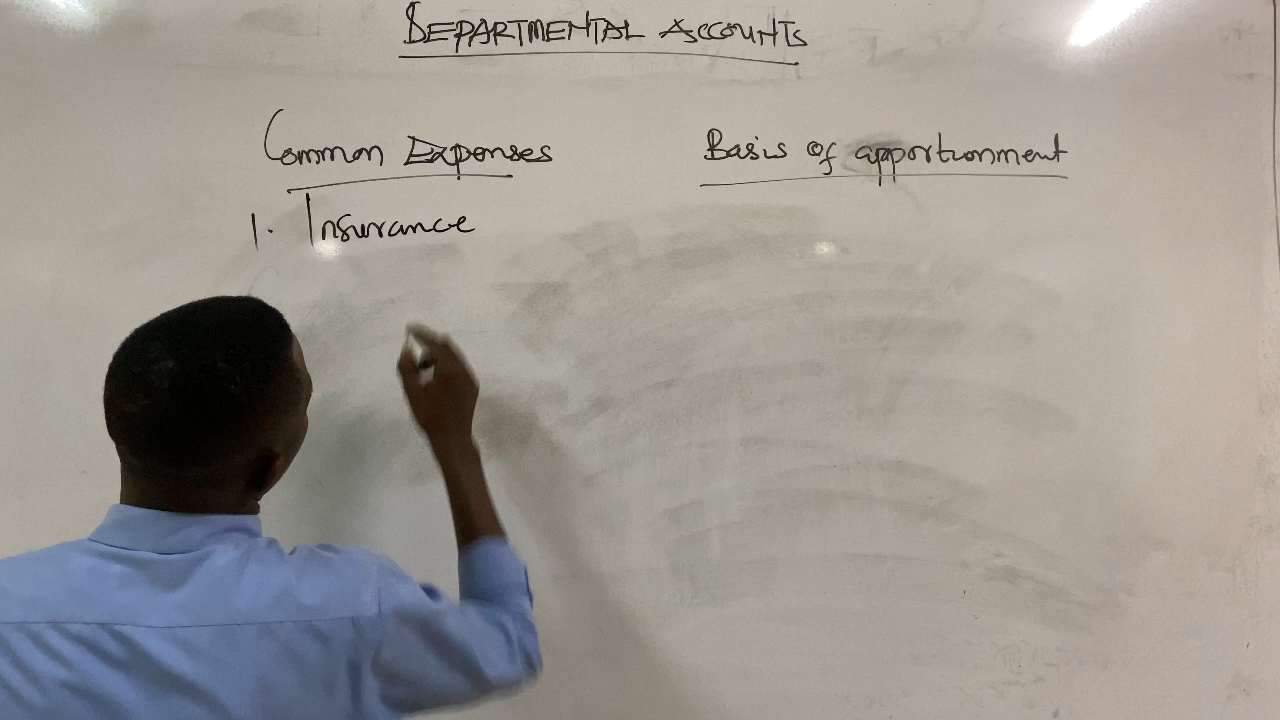 DEPARTMENTAL ACCOUNTS
Common Expenses Basis of apportionment
1. Insurance